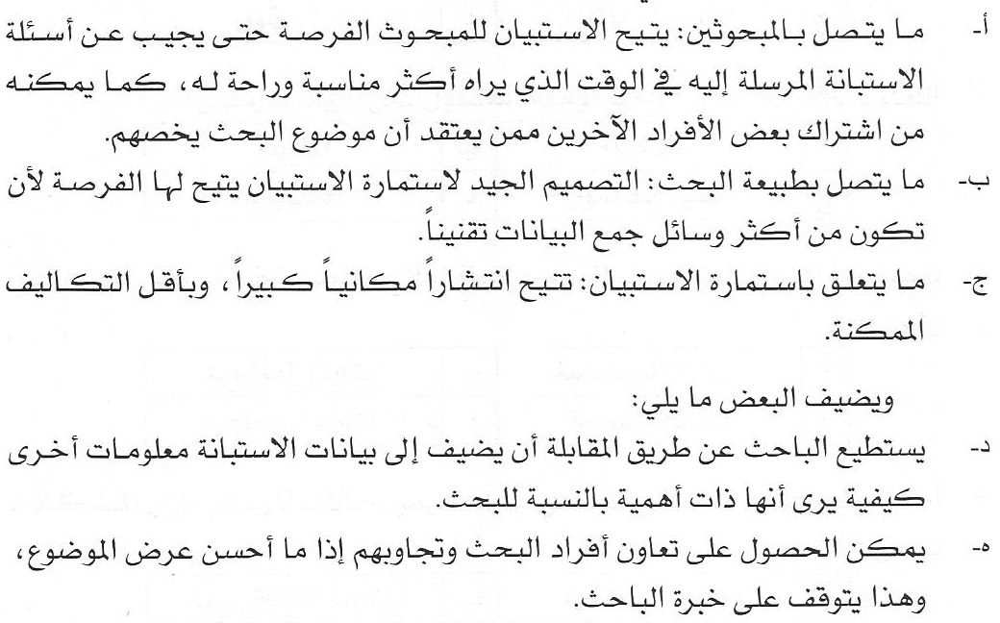 أ- ما يتصل بالمبحوثين: يتيح الاستبيان للمبحوث الفرصة حتى يجيب عن أسئلة
الاستبانة المرسلة إليه في الوقت الذي يراه أكثر مناسبة وراحة له، كما يمكنه
من اشتراك بعض الأفراد الآخرين ممن يعتقد أن موضوع البحث يخصهم.
ب- ما يتصل بطبيعة البحث: التصميم الجيد لاستمارة الاستبيان يتيح لها الفرصة لأن
تكون من أكثر وسائل جمع البيانات تقنيناً.
ج- ما يتعلق باستمارة الاستبيان: تتيح انتشاراً مكانياً كبيراً، وبأقل التكاليف
الممكنة.
ويضيف البعض ما يلي:
د- يستطيع الباحث عن طريق المقابلة أن يضيف إلى بيانات الاستبانة معلومات أخرى
كيفية يرى أنها ذات أهمية بالنسبة للبحث.
ه- يمكن الحصول على تعاون أفراد البحث وتجاوبهم إذا ما أحسن عرض الموضوع،
وهذا يتوقف على خبرة الباحث.